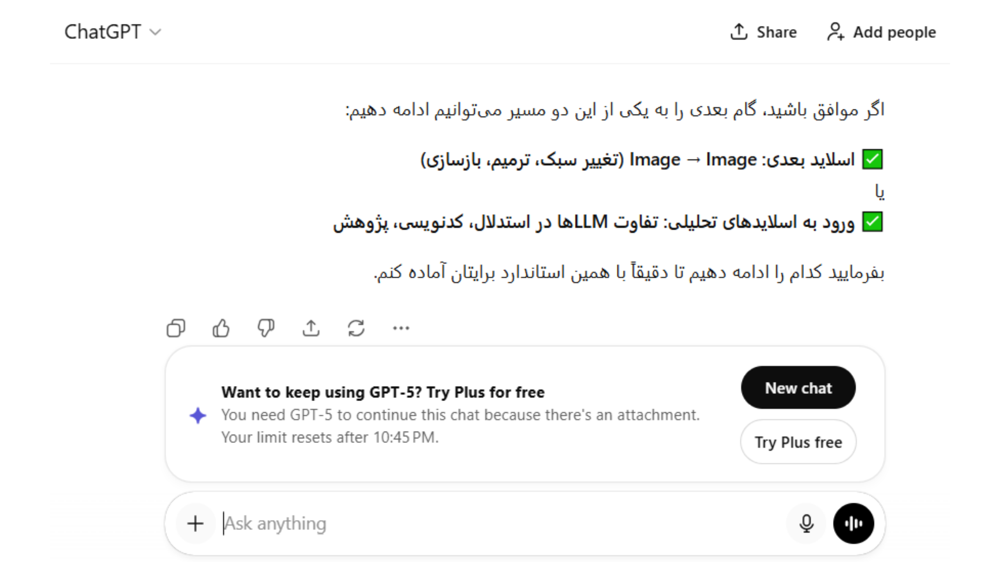 ChatGPT
Share
Add people
اگر موافق باشید، گام بعدی را به یکی از این دو مسیر می‌توانیم ادامه دهیم:
✅ اسلاید بعدی: Image → Image (تغییر سبک، ترمیم، بازسازی)
یا
✅ ورود به اسلایدهای تحلیلی: تفاوت LLMها در استدلال، کدنویسی، پژوهش
بفرمایید کدام را ادامه دهیم تا دقیقاً با همین استاندارد برایتان آماده کنم.
Want to keep using GPT-5? Try Plus for free
You need GPT-5 to continue this chat because there's an attachment.
Your limit resets after 10:45 PM.
New chat
Try Plus free
Ask anything